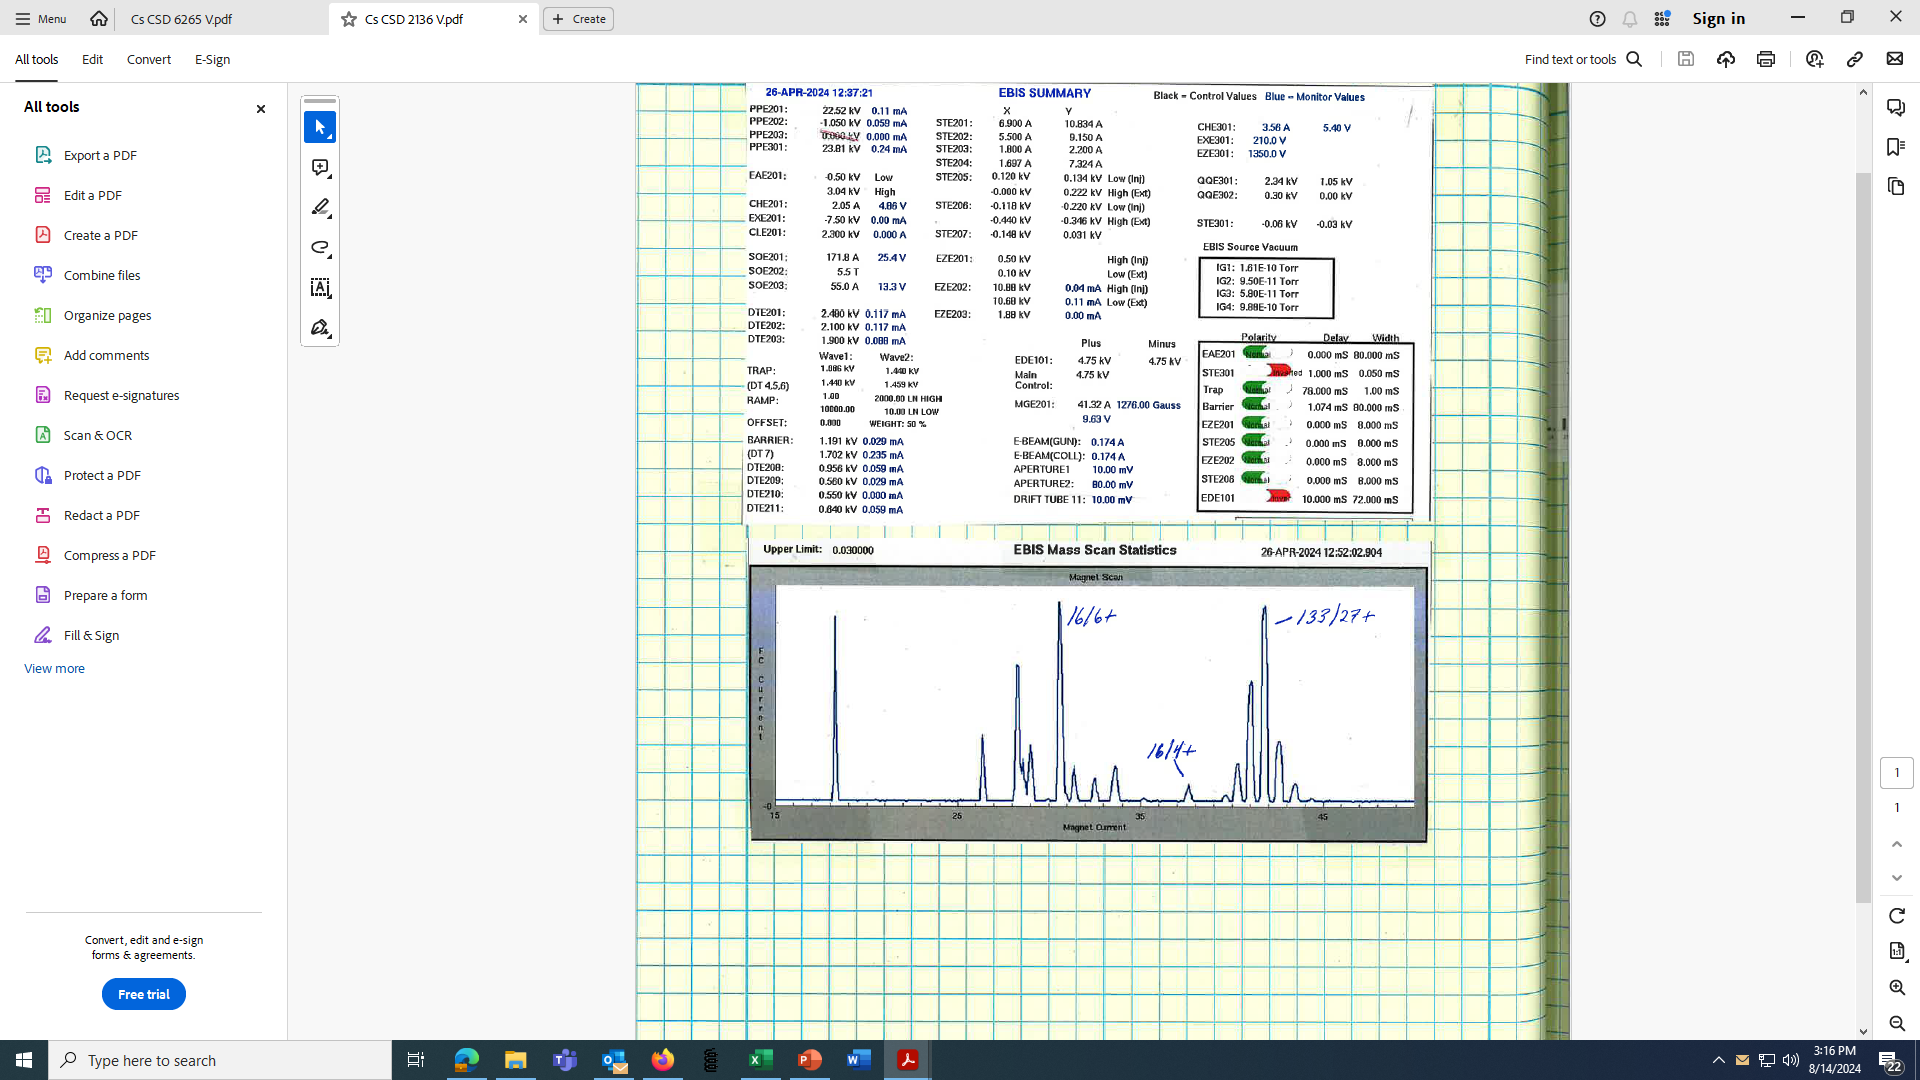 Menu
Cs CSD 6265 V.pdf
Cs CSD 2136 V.pdf
Create
Sign in
All tools
Edit
Convert
E-Sign
Find text or tools
All tools
Export a PDF
Edit a PDF
Create a PDF
Combine files
Organize pages
Add comments
Request e-signatures
Scan & OCR
Protect a PDF
Redact a PDF
Compress a PDF
Prepare a form
Fill & Sign
View more
Convert, edit and e-sign
forms & agreements.
Free trial
26-APR-2024 12:37:21 EBIS SUMMARY Black = Control Values Blue = Monitor Values
PPE201: 22.52 kV 0.11 mA
PPE202: -1.050 kV 0.059 mA
PPE203: 0.000 kV 0.000 mA
PPE301: 23.81 kV 0.24 mA
EAE201: -0.50 kV Low
3.04 kV High
CHE201: 2.05 A 4.86 V
EXE201: -7.50 kV 0.00 mA
CLE201: 2.300 kV 0.000 A
SOE201: 171.8 A 25.4 V
SOE202: 5.5 T
SOE203: 55.0 A 13.3 V
DTE201: 2.480 kV 0.117 mA
DTE202: 2.100 kV 0.117 mA
DTE203: 1.900 kV 0.088 mA
Wave1: Wave2:
TRAP: 1.086 kV 1.440 kV
(DT 4,5,6) 1.440 kV 1.459 kV
RAMP: 1.00 2000.00 LN HIGH
10000.00 10.00 LN LOW
OFFSET: 0.000 WEIGHT: 50 %
BARRIER: 1.191 kV 0.029 mA
(DT 7) 1.702 kV 0.235 mA
DTE208: 0.956 kV 0.059 mA
DTE209: 0.560 kV 0.029 mA
DTE210: 0.550 kV 0.000 mA
DTE211: 0.640 kV 0.059 mA
X Y
STE201: 6.900 A 10.834 A
STE202: 5.500 A 9.150 A
STE203: 1.800 A 2.200 A
STE204: 1.697 A 7.324 A
STE205: 0.120 kV 0.134 kV Low (Inj)
-0.000 kV 0.222 kV High (Ext)
STE206: -0.118 kV -0.220 kV Low (Inj)
-0.440 kV -0.346 kV High (Ext)
STE207: -0.148 kV 0.031 kV
EZE201: 0.50 kV High (Inj)
0.10 kV Low (Ext)
EZE202: 10.88 kV 0.04 mA High (Inj)
10.68 kV 0.11 mA Low (Ext)
EZE203: 1.88 kV 0.00 mA
Plus Minus
EDE101: 4.75 kV 4.75 kV
Main 4.75 kV
Control:
MGE201: 41.32 A 1276.00 Gauss
9.63 V
E-BEAM(GUN): 0.174 A
E-BEAM(COLL): 0.174 A
APERTURE1 10.00 mV
APERTURE2: 80.00 mV
DRIFT TUBE 11: 10.00 mV
CHE301: 3.56 A 5.40 V
EXE301: 210.0 V
EZE301: 1350.0 V
QQE301: 2.34 kV 1.05 kV
QQE302: 0.30 kV 0.00 kV
STE301: -0.06 kV -0.03 kV
EBIS Source Vacuum
IG1: 1.61E-10 Torr
IG2: 9.50E-11 Torr
IG3: 5.80E-11 Torr
IG4: 9.88E-10 Torr
Polarity Delay Width
EAE201 Normal 0.000 mS 80.000 mS
STE301 Inverted 1.000 mS 0.050 mS
Trap Normal 78.000 mS 1.00 mS
Barrier Normal 1.074 mS 80.000 mS
EZE201 Normal 0.000 mS 8.000 mS
STE205 Normal 0.000 mS 8.000 mS
EZE202 Normal 0.000 mS 8.000 mS
STE206 Normal 0.000 mS 8.000 mS
EDE101 10.000 mS 72.000 mS
Upper Limit: 0.030000 EBIS Mass Scan Statistics 26-APR-2024 12:52:02.904
Magnet Scan
16/6+
133/27+
16/4+
FC Current
-0
15 25 35 45
Magnet Current
1
1
Type here to search
3:16 PM
8/14/2024
22